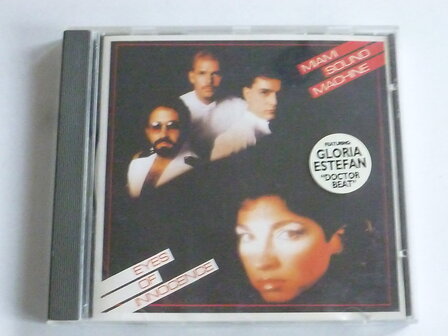 MIAMI
SOUND
MACHINE
FEATURING
GLORIA
ESTEFAN
"DOCTOR
BEAT"
EYES
OF
INNOCENCE